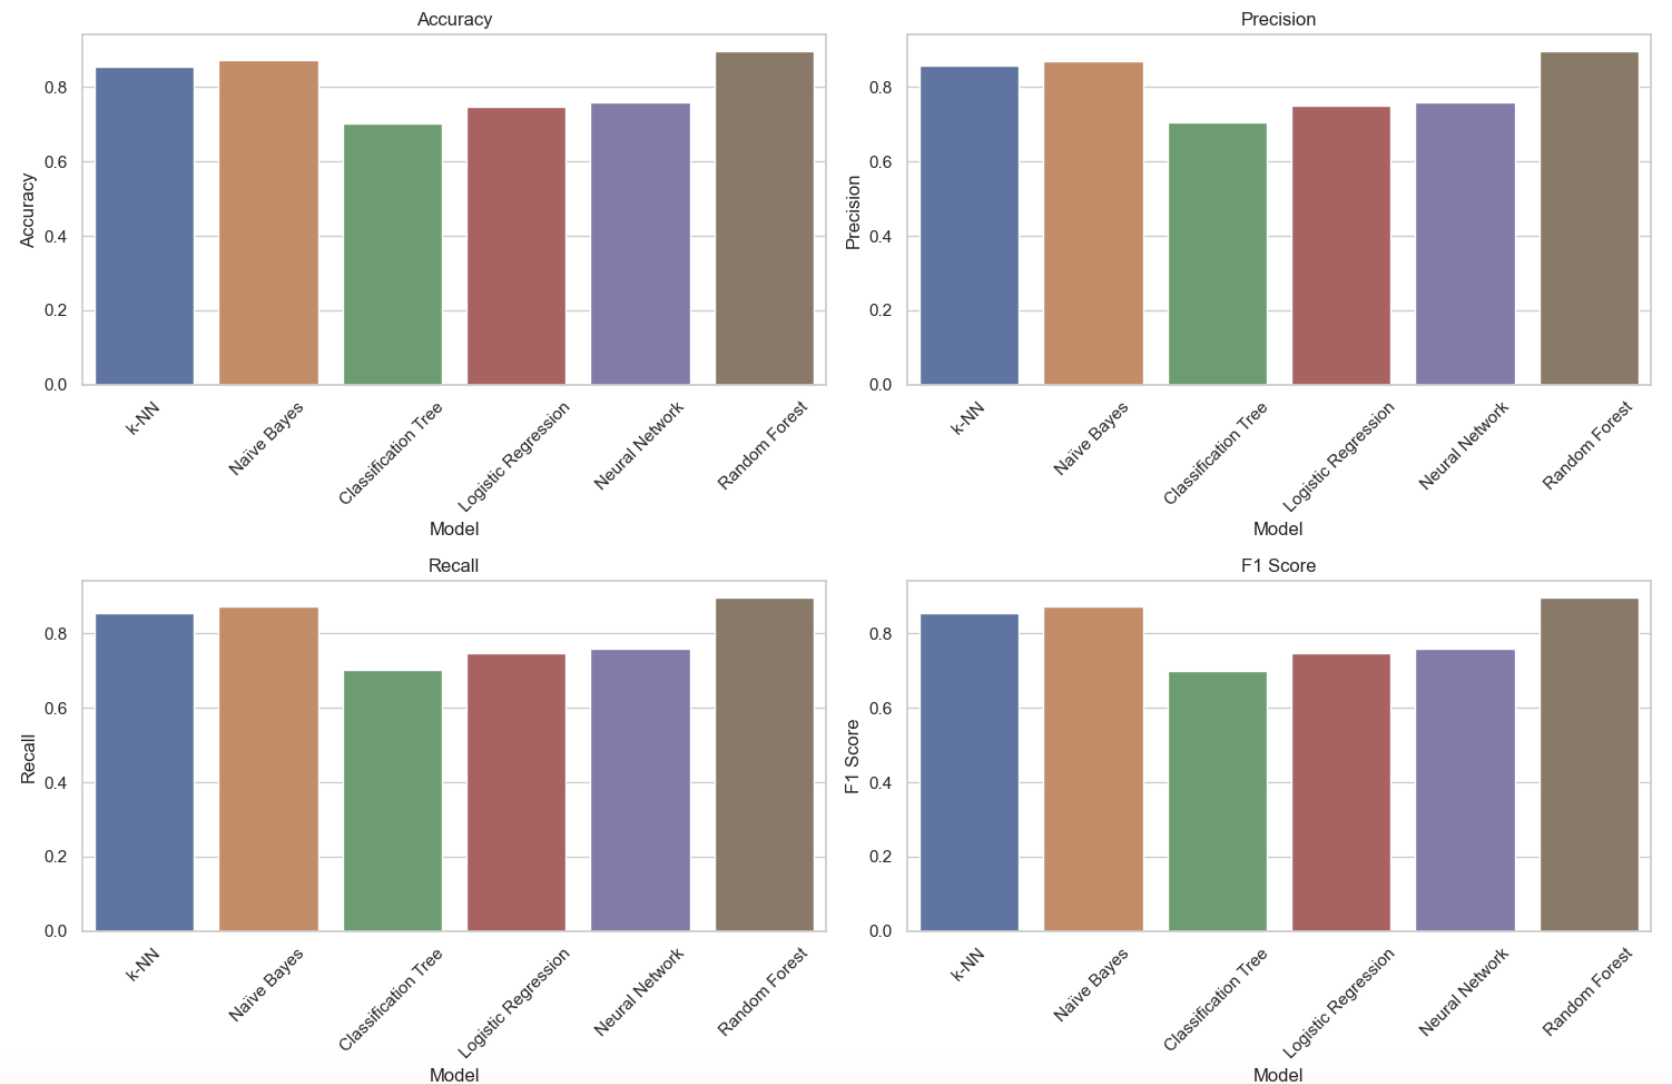 Accuracy
Accuracy
0.8
0.6
0.4
0.2
0.0
k-NN
Naïve Bayes
Classification Tree
Logistic Regression
Neural Network
Random Forest
Model
Precision
Precision
0.8
0.6
0.4
0.2
0.0
k-NN
Naïve Bayes
Classification Tree
Logistic Regression
Neural Network
Random Forest
Model
Recall
Recall
0.8
0.6
0.4
0.2
0.0
k-NN
Naïve Bayes
Classification Tree
Logistic Regression
Neural Network
Random Forest
Model
F1 Score
F1 Score
0.8
0.6
0.4
0.2
0.0
k-NN
Naïve Bayes
Classification Tree
Logistic Regression
Neural Network
Random Forest
Model